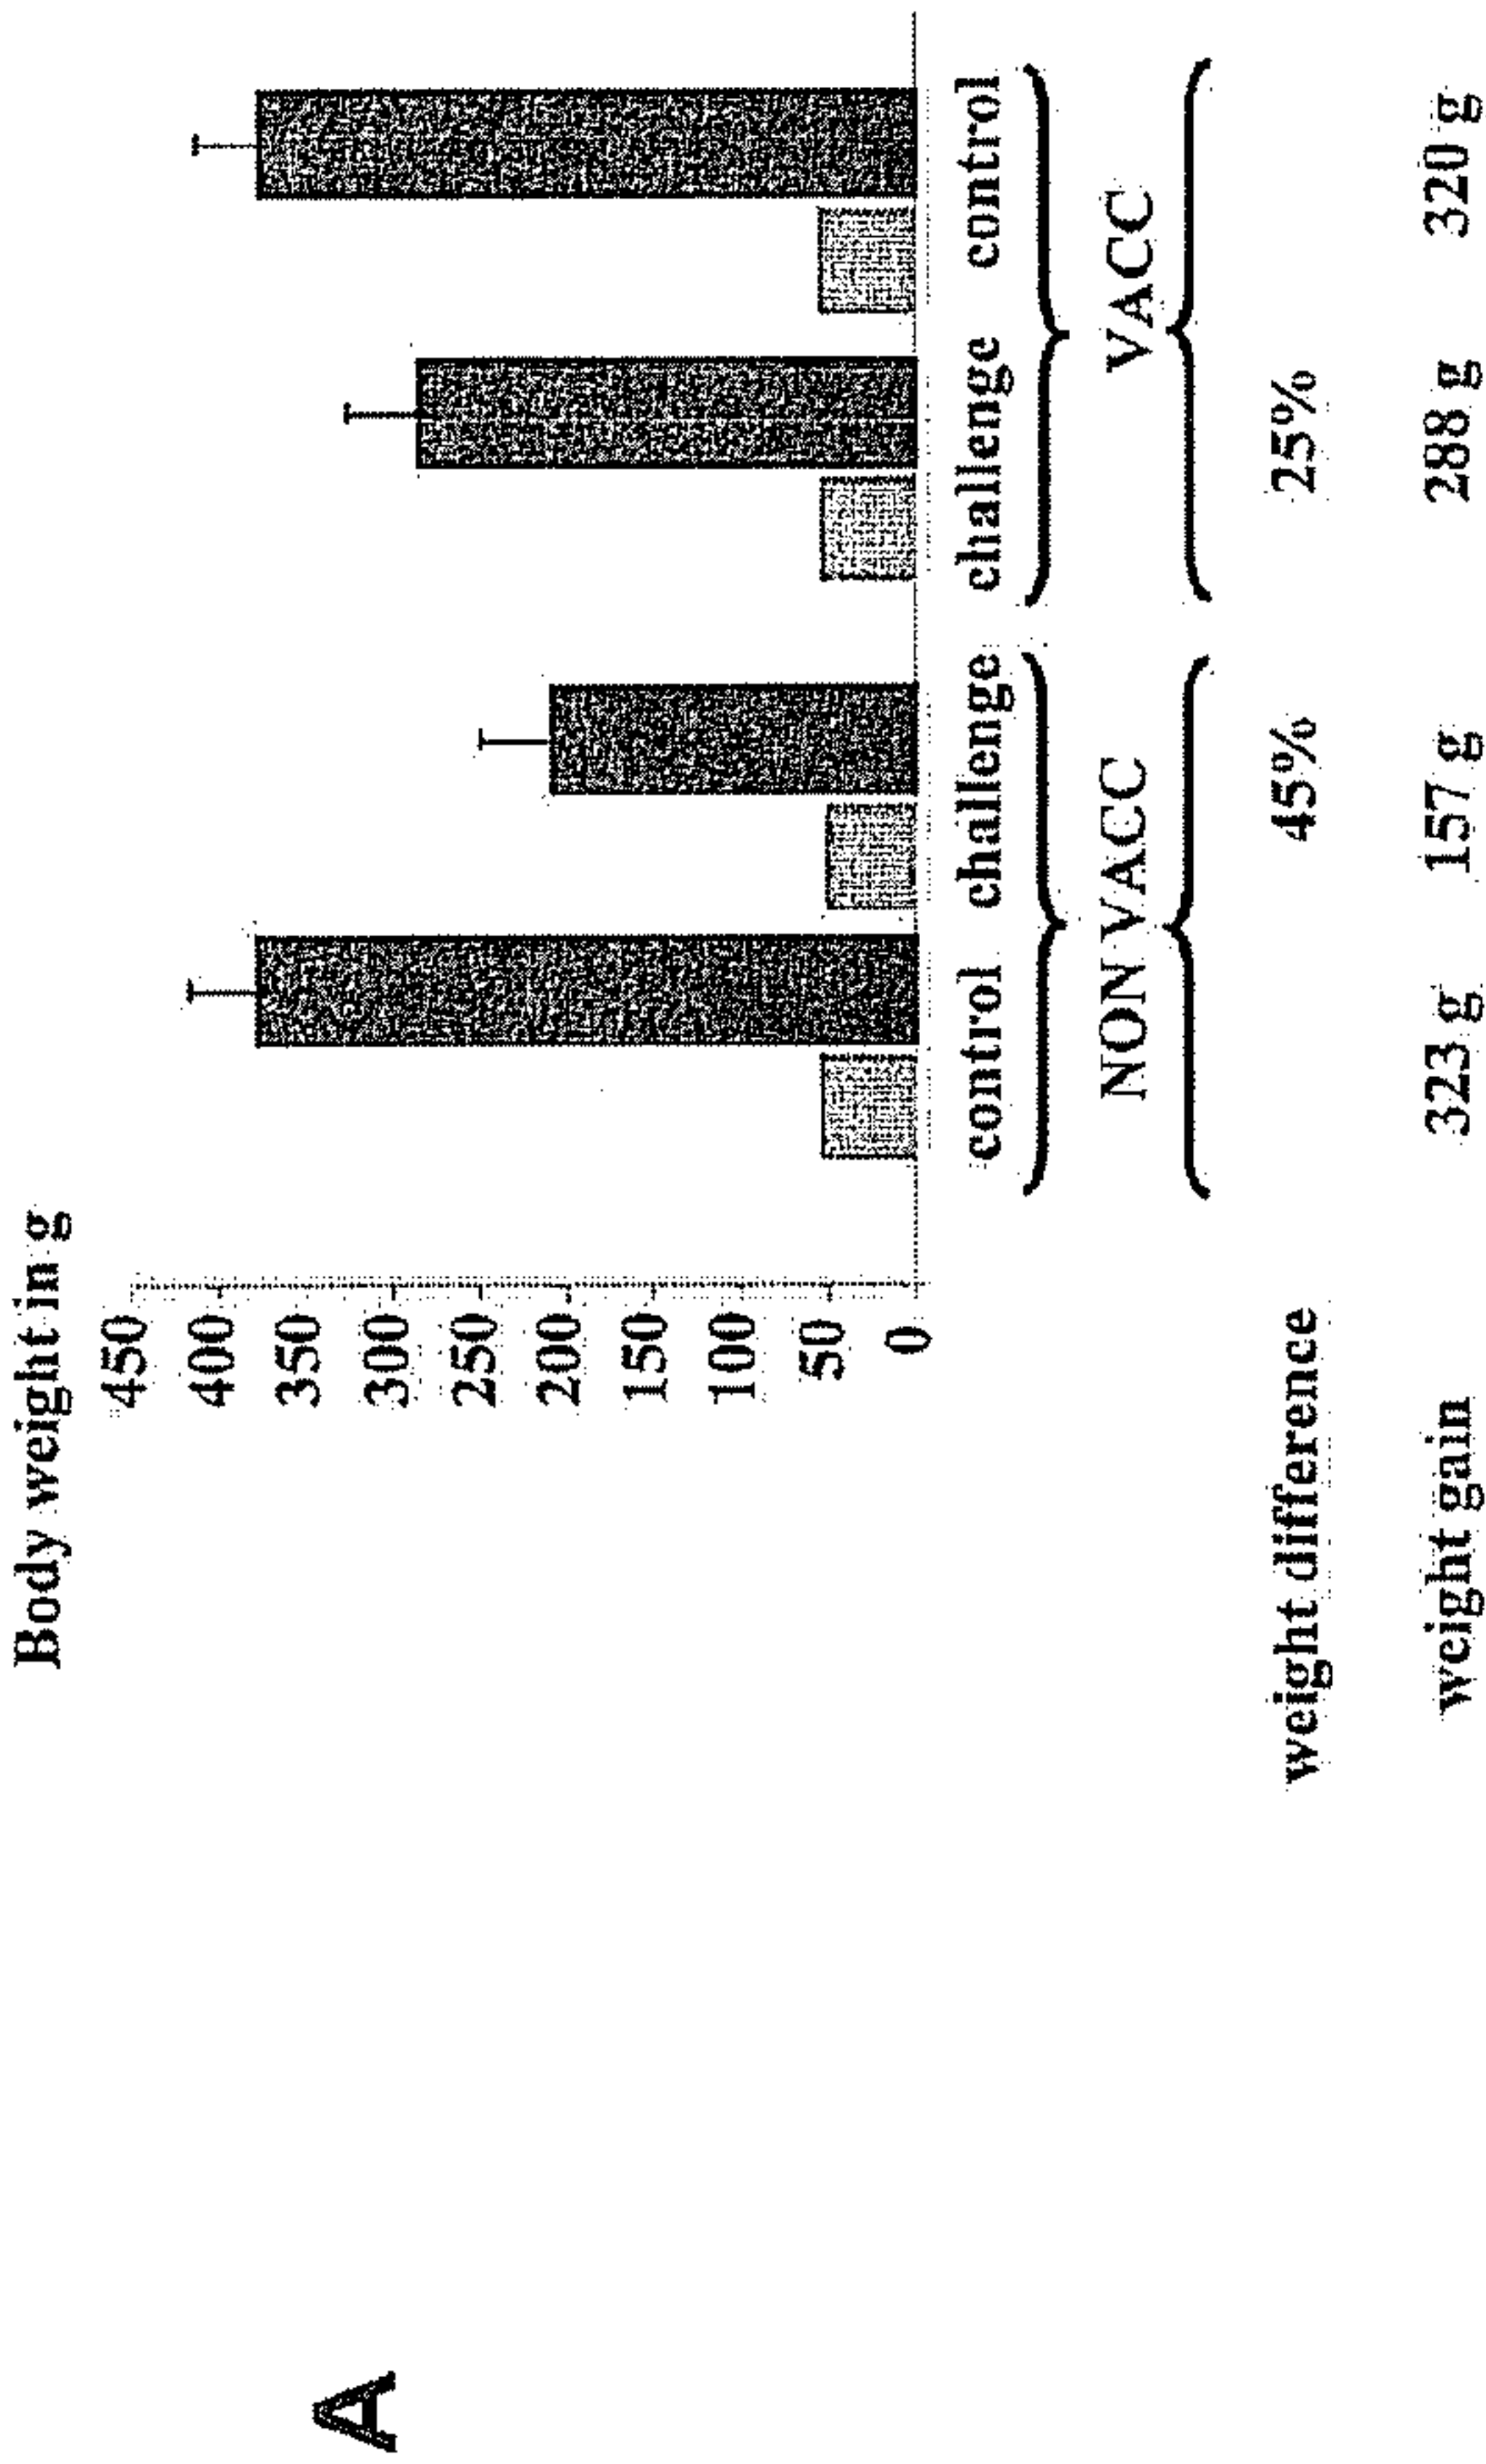 A
Body weight in g
450
400
350
300
250
200
150
100
50
0
control challenge challenge control
NON VACC VACC
weight difference 45% 25%
weight gain 323 g 157 g 288 g 320 g